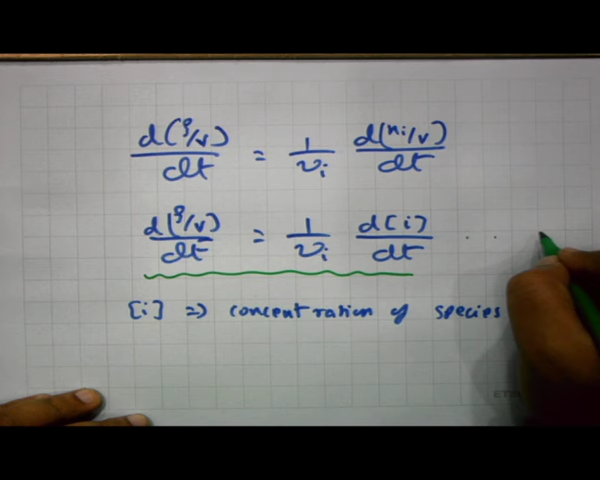 d(ξ/v)/dt = 1/νi d(ni/v)/dt
d(ξ/v)/dt = 1/νi d[i]/dt . .
[i] => concentration of species